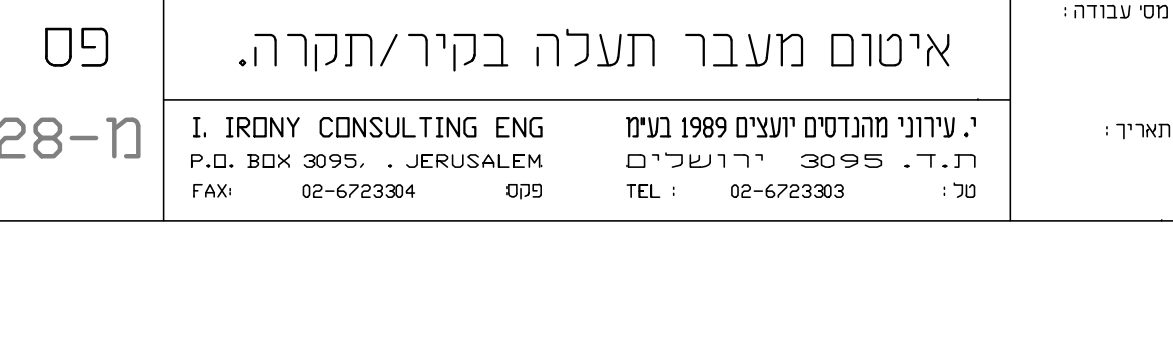 מסי עבודה :
איטום מעבר תעלה בקיר/תקרה.
פס
תאריך :
י. עירוני מהנדסים יועצים 1989 בע"מ
I. IRONY CONSULTING ENG
מ-28
ת.ד. 3095 ירושלים
P.O. BOX 3095, . JERUSALEM
טל : 02-6723303 TEL :
פקס: 02-6723304 FAX: